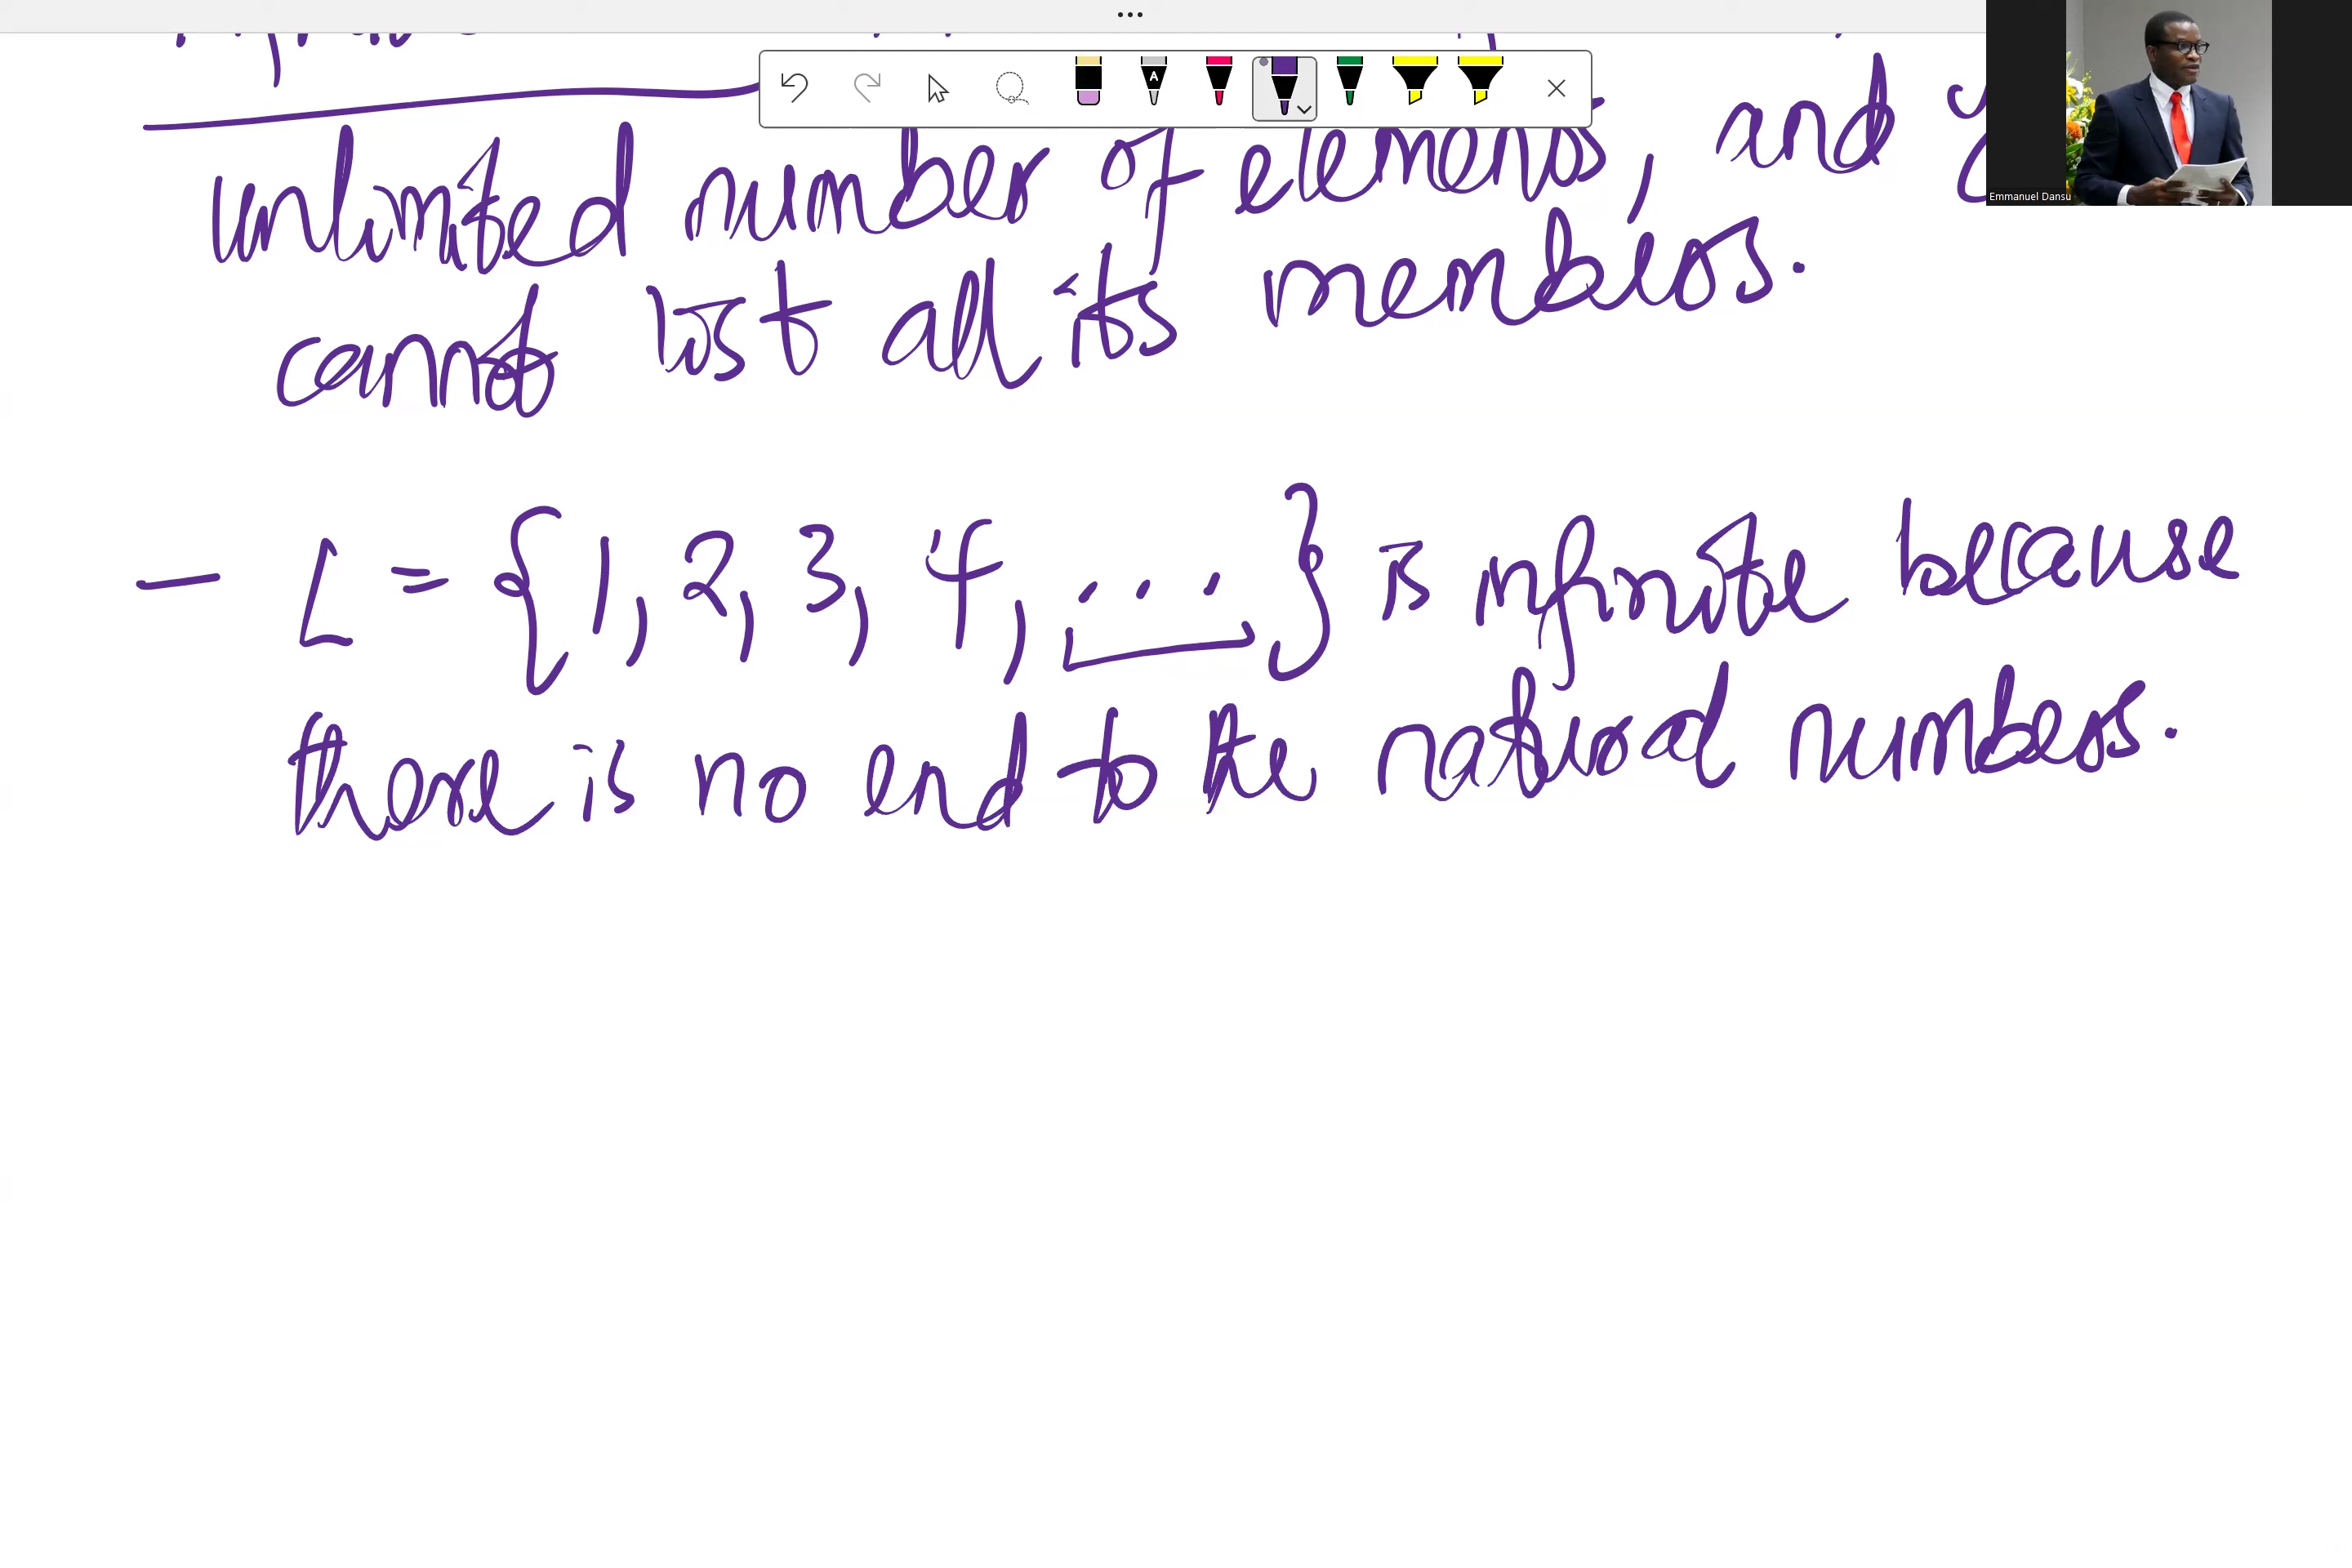 Emmanuel Dansu
unlimited number of elements, and
cannot list all its members.
- L = {1, 2, 3, 4, ...} is infinite because
there is no end to the natural numbers.